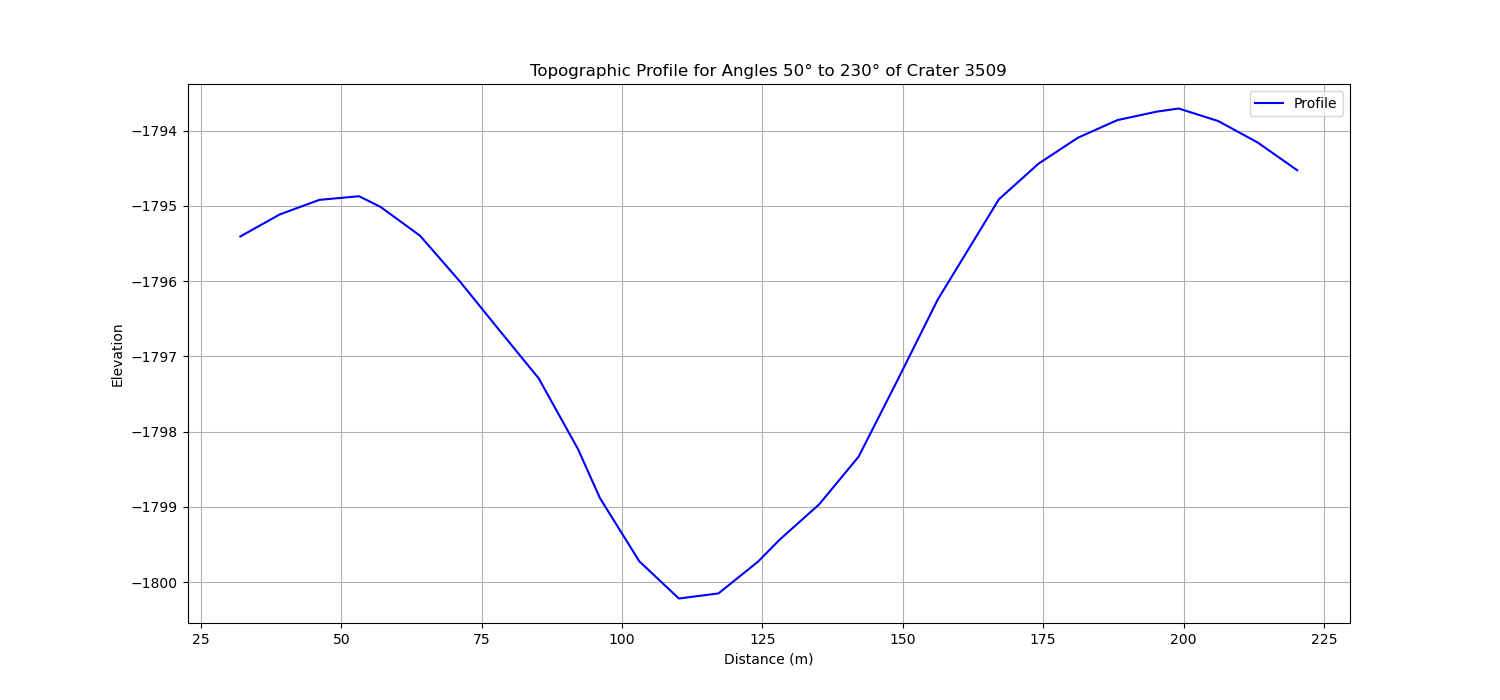 Topographic Profile for Angles 50° to 230° of Crater 3509
Profile
−1794
−1795
−1796
−1797
−1798
−1799
−1800
Elevation
25 50 75 100 125 150 175 200 225
Distance (m)